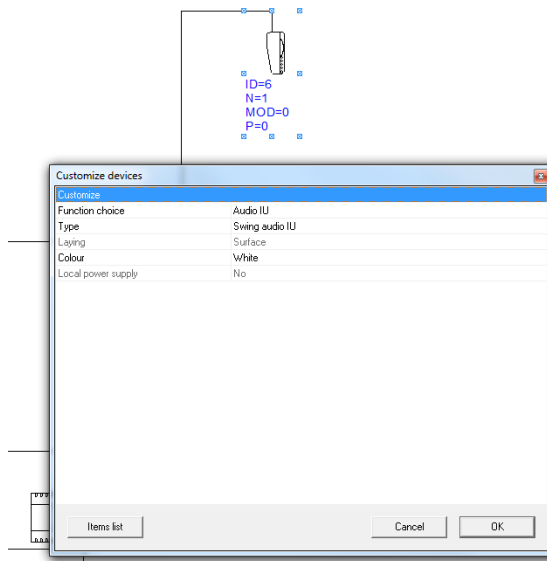 ID=6
N=1
MOD=0
P=0
Customize devices
Customize
Function choice Audio IU
Type Swing audio IU
Laying Surface
Colour White
Local power supply No
Items list Cancel OK